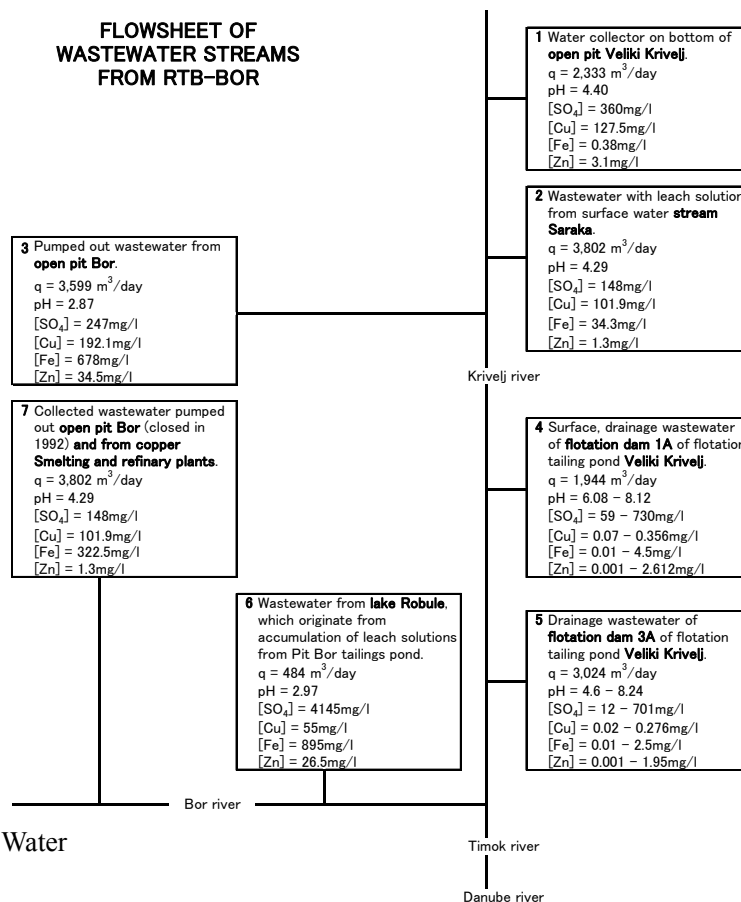 FLOWSHEET OF
WASTEWATER STREAMS
FROM RTB-BOR
1 Water collector on bottom of
open pit Veliki Krivelj.
q = 2,333 m³/day
pH = 4.40
[SO₄] = 360mg/l
[Cu] = 127.5mg/l
[Fe] = 0.38mg/l
[Zn] = 3.1mg/l
2 Wastewater with leach solution
from surface water stream
Saraka.
q = 3,802 m³/day
pH = 4.29
[SO₄] = 148mg/l
[Cu] = 101.9mg/l
[Fe] = 34.3mg/l
[Zn] = 1.3mg/l
3 Pumped out wastewater from
open pit Bor.
q = 3,599 m³/day
pH = 2.87
[SO₄] = 247mg/l
[Cu] = 192.1mg/l
[Fe] = 678mg/l
[Zn] = 34.5mg/l
Krivelj river
7 Collected wastewater pumped
out open pit Bor (closed in
1992) and from copper
Smelting and refinary plants.
q = 3,802 m³/day
pH = 4.29
[SO₄] = 148mg/l
[Cu] = 101.9mg/l
[Fe] = 322.5mg/l
[Zn] = 1.3mg/l
4 Surface, drainage wastewater
of flotation dam 1A of flotation
tailing pond Veliki Krivelj.
q = 1,944 m³/day
pH = 6.08 - 8.12
[SO₄] = 59 - 730mg/l
[Cu] = 0.07 - 0.356mg/l
[Fe] = 0.01 - 4.5mg/l
[Zn] = 0.001 - 2.612mg/l
6 Wastewater from lake Robule,
which originate from
accumulation of leach solutions
from Pit Bor tailings pond.
q = 484 m³/day
pH = 2.97
[SO₄] = 4145mg/l
[Cu] = 55mg/l
[Fe] = 895mg/l
[Zn] = 26.5mg/l
5 Drainage wastewater of
flotation dam 3A of flotation
tailing pond Veliki Krivelj.
q = 3,024 m³/day
pH = 4.6 - 8.24
[SO₄] = 12 - 701mg/l
[Cu] = 0.02 - 0.276mg/l
[Fe] = 0.01 - 2.5mg/l
[Zn] = 0.001 - 1.95mg/l
Bor river
Water
Timok river
Danube river